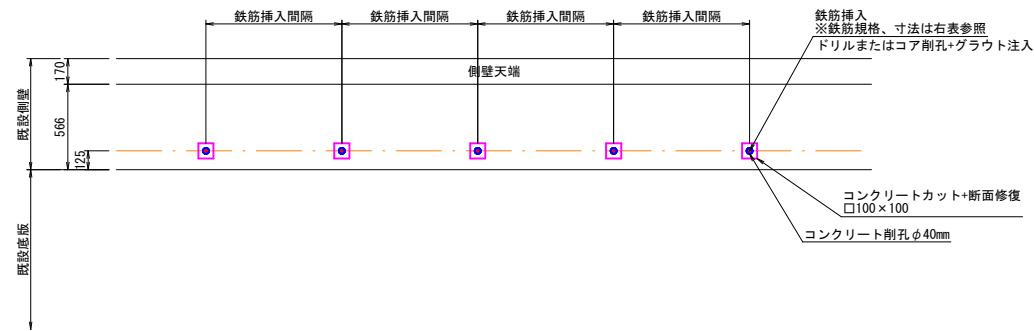 鉄筋挿入間隔
鉄筋挿入間隔
鉄筋挿入間隔
鉄筋挿入間隔
鉄筋挿入
※鉄筋規格、寸法は右表参照
ドリルまたはコア削孔+グラウト注入
側壁天端
170
566
125
既設側壁
既設底版
コンクリートカット+断面修復
□100×100
コンクリート削孔φ40mm